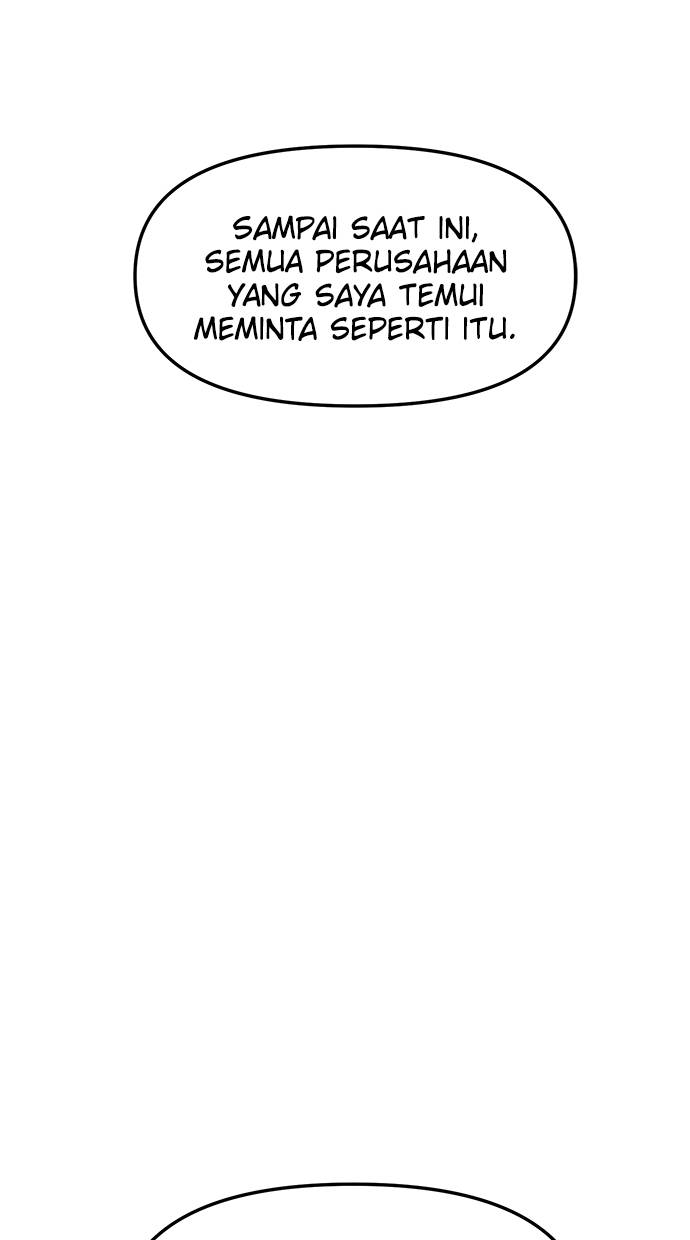 SAMPAI SAAT INI,
SEMUA PERUSAHAAN
YANG SAYA TEMUI
MEMINTA SEPERTI ITU.